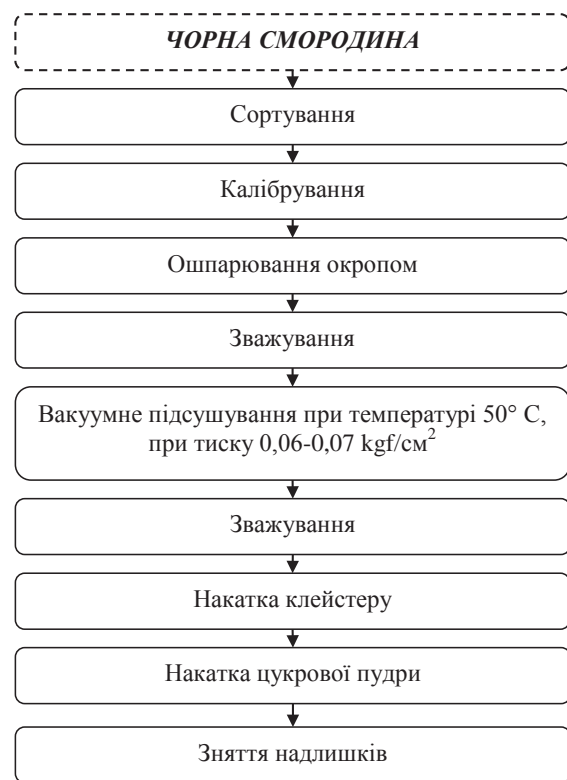 ЧОРНА СМОРОДИНА
Сортування
Калібрування
Ошпарювання окропом
Зважування
Вакуумне підсушування при температурі 50° С,
при тиску 0,06-0,07 kgf/см²
Зважування
Накатка клейстеру
Накатка цукрової пудри
Зняття надлишків